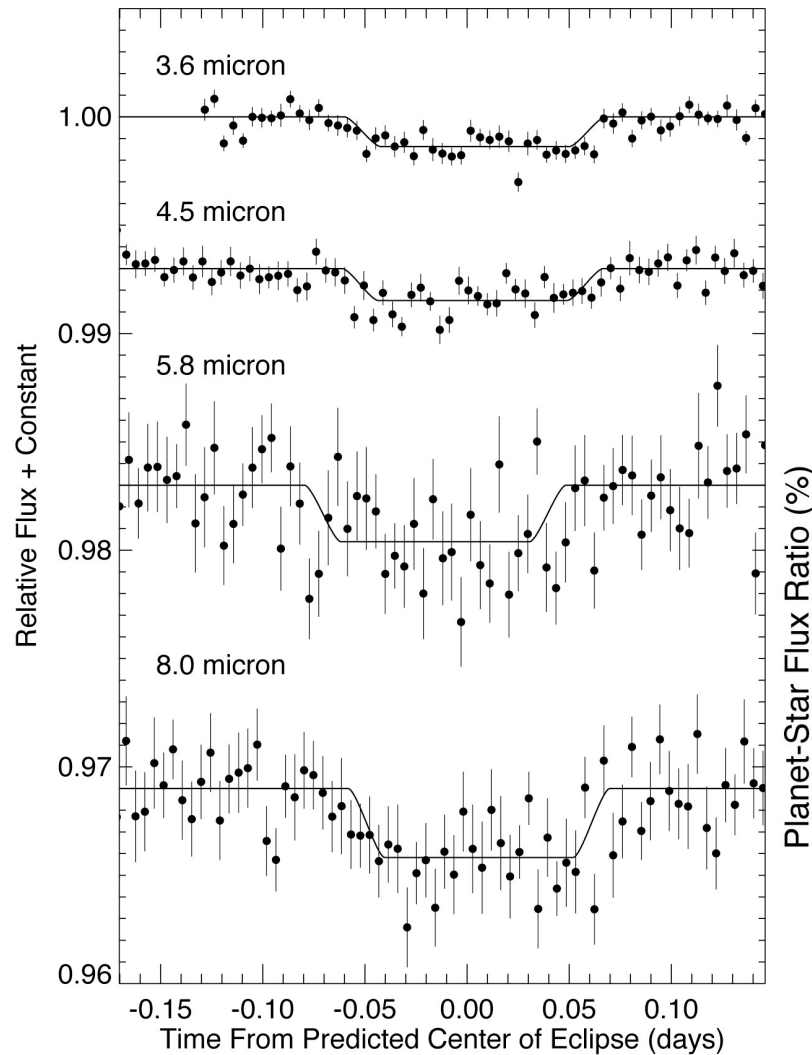 3.6 micron
1.00
4.5 micron
0.99
5.8 micron
0.98
8.0 micron
0.97
0.96
-0.15 -0.10 -0.05 0.00 0.05 0.10
Time From Predicted Center of Eclipse (days)
Relative Flux + Constant
Planet-Star Flux Ratio (%)